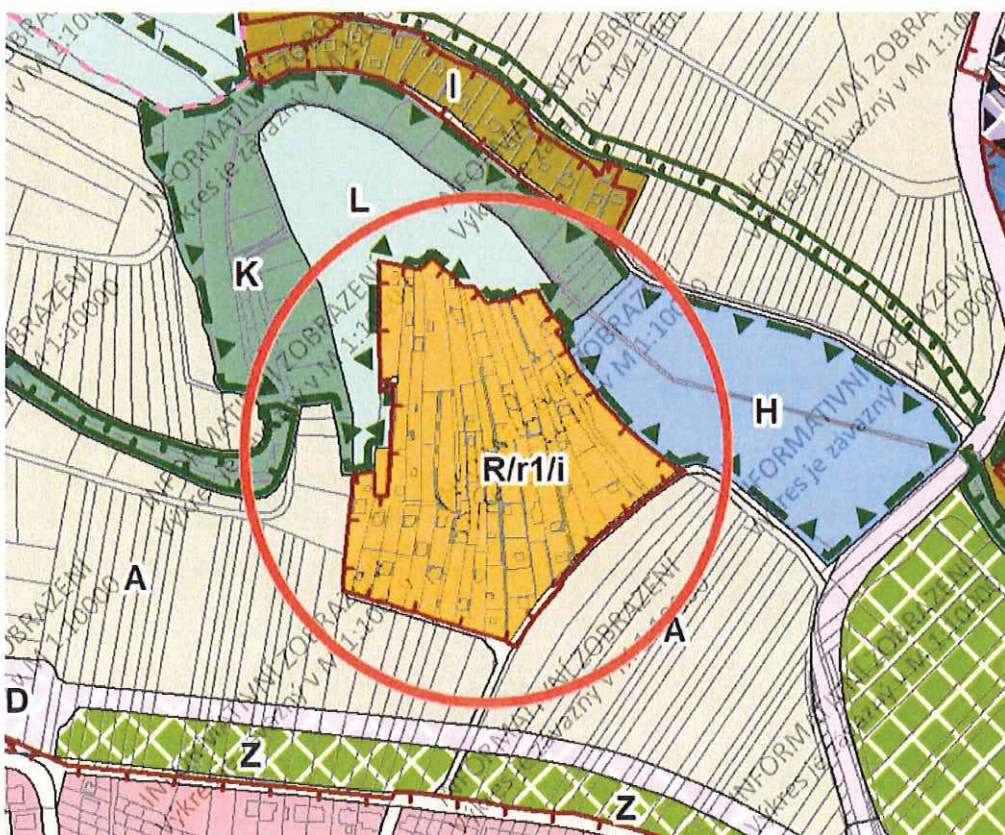 INFORMATIVNÍ ZOBRAZENÍ
Výkres je závazný v M 1:10000
I
L
K
H
R/r1/i
A
A
D
Z
Z